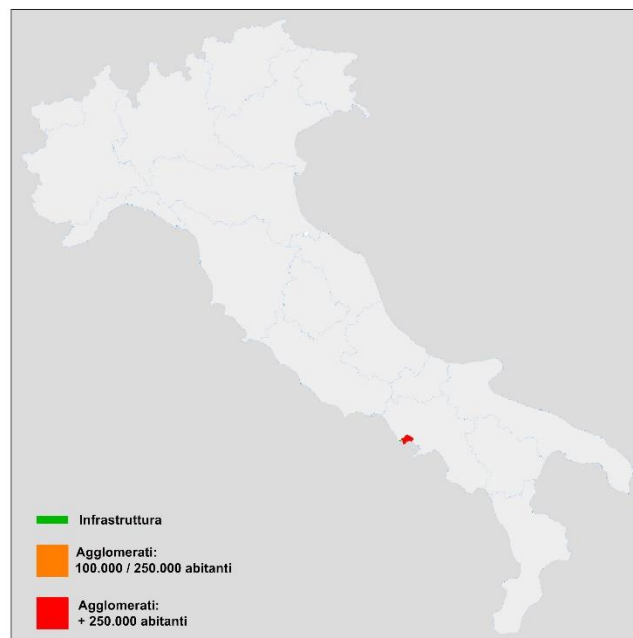 Infrastruttura
Agglomerati:
100.000 / 250.000 abitanti
Agglomerati:
+ 250.000 abitanti